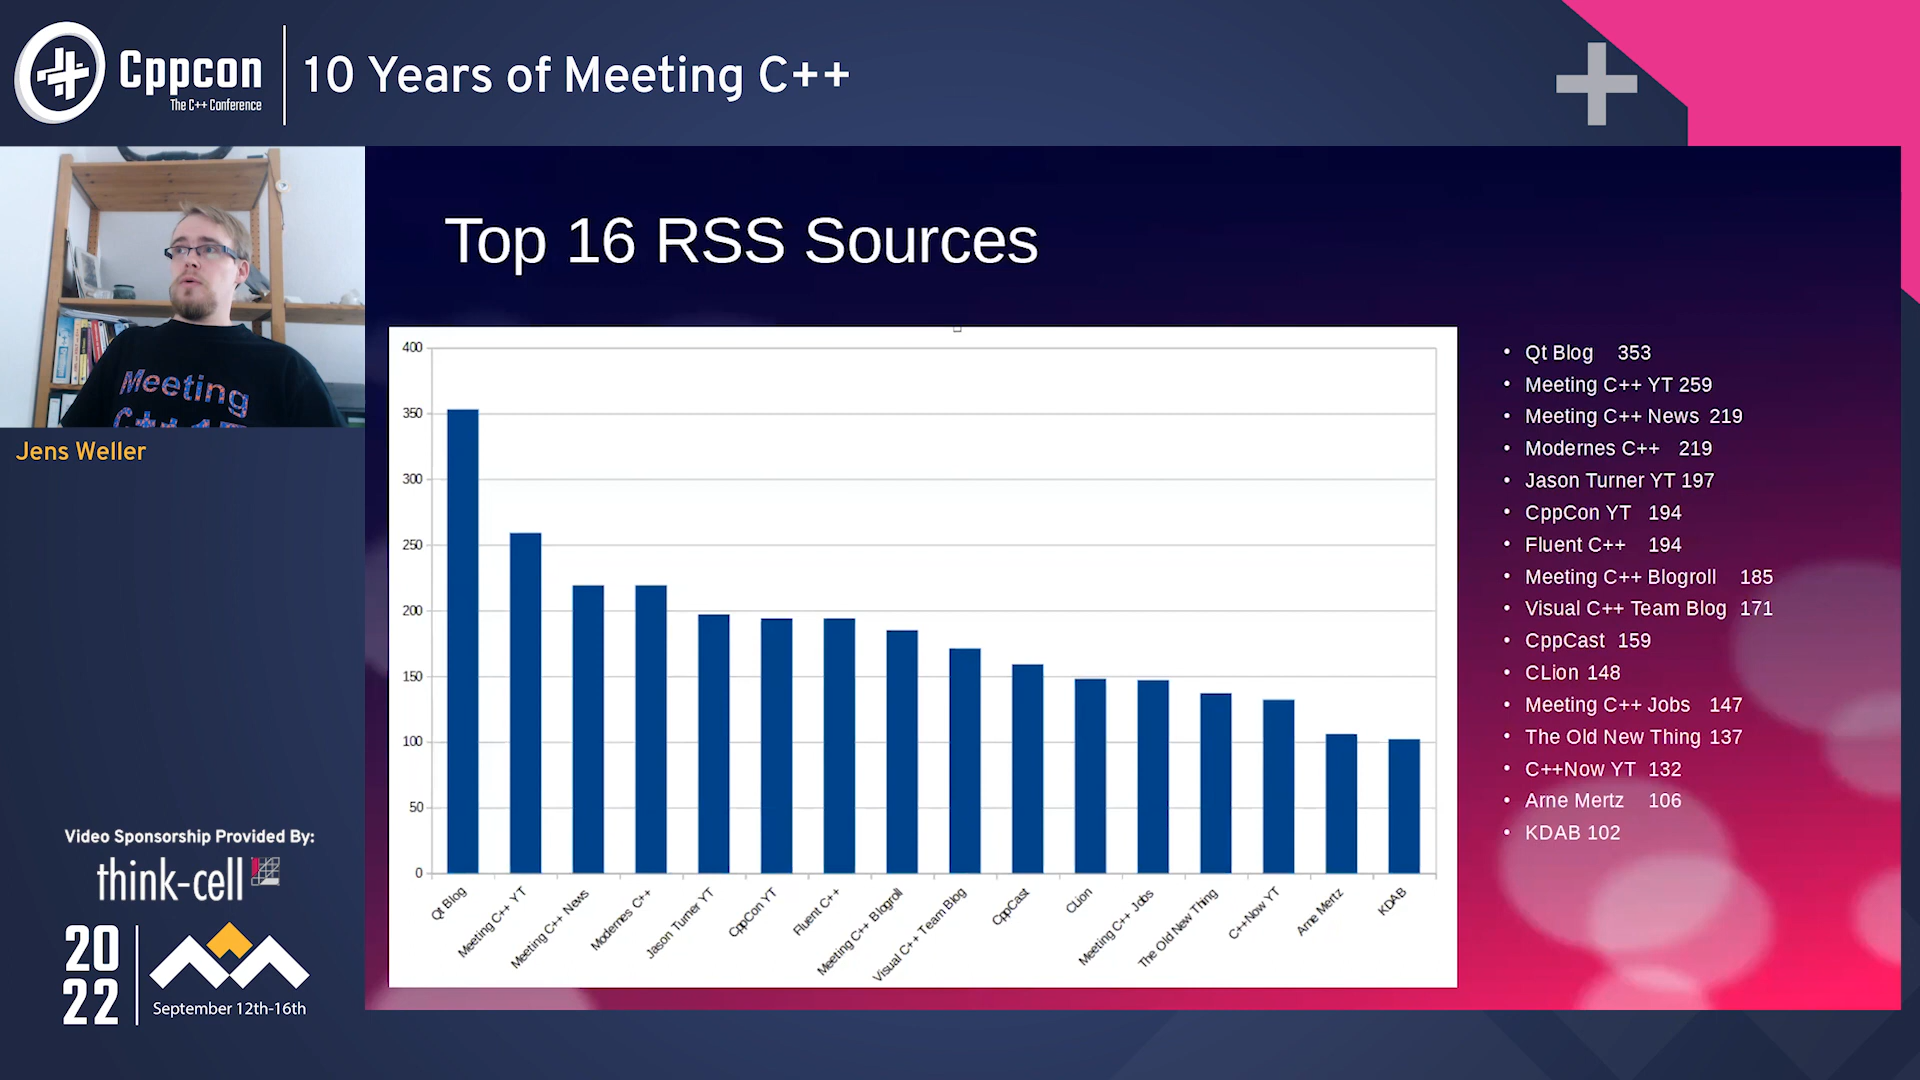 Cppcon
The C++ Conference
10 Years of Meeting C++
Meeting
Jens Weller
Top 16 RSS Sources
400
350
300
250
200
150
100
50
0
Qt Blog
Meeting C++ YT
Meeting C++ News
Modernes C++
Jason Turner YT
CppCon YT
Fluent C++
Meeting C++ Blogroll
Visual C++ Team Blog
CppCast
CLion
Meeting C++ Jobs
The Old New Thing
C++Now YT
Arne Mertz
KDAB
• Qt Blog 353
• Meeting C++ YT 259
• Meeting C++ News 219
• Modernes C++ 219
• Jason Turner YT 197
• CppCon YT 194
• Fluent C++ 194
• Meeting C++ Blogroll 185
• Visual C++ Team Blog 171
• CppCast 159
• CLion 148
• Meeting C++ Jobs 147
• The Old New Thing 137
• C++Now YT 132
• Arne Mertz 106
• KDAB 102
Video Sponsorship Provided By:
think-cell
20
22
September 12th-16th